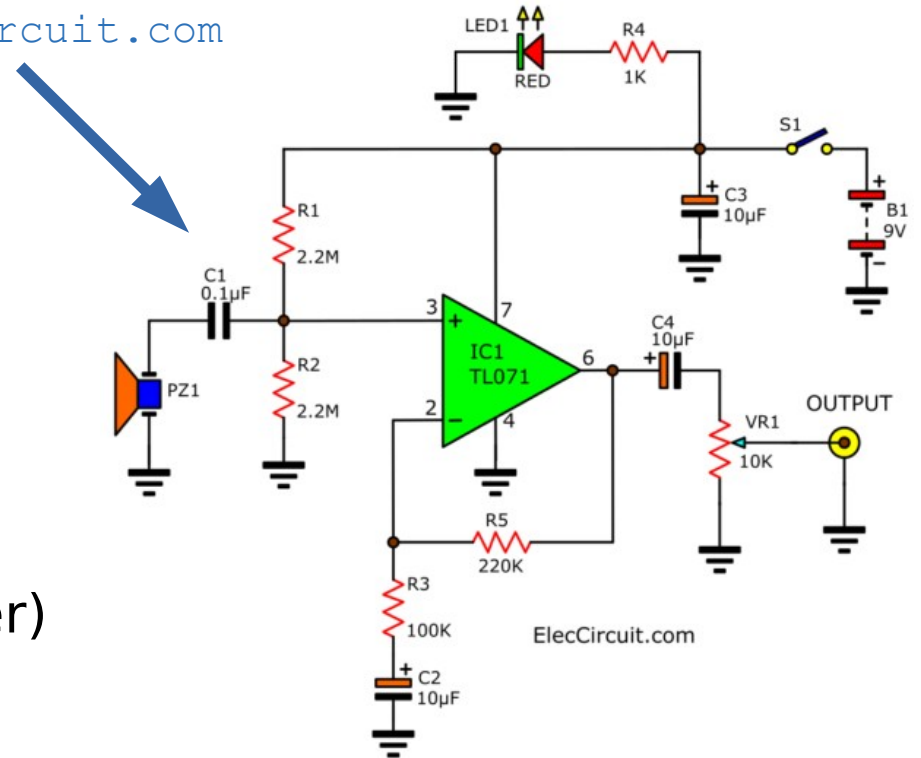 rcuit.com
LED1
RED
R4
1K
S1
C3
10µF
B1
9V
+
−
R1
2.2M
C1
0.1µF
3
+
7
R2
2.2M
PZ1
IC1
TL071
6
2
−
4
C4
10µF
+
VR1
10K
OUTPUT
R5
220K
R3
100K
+
C2
10µF
+
er)
ElecCircuit.com